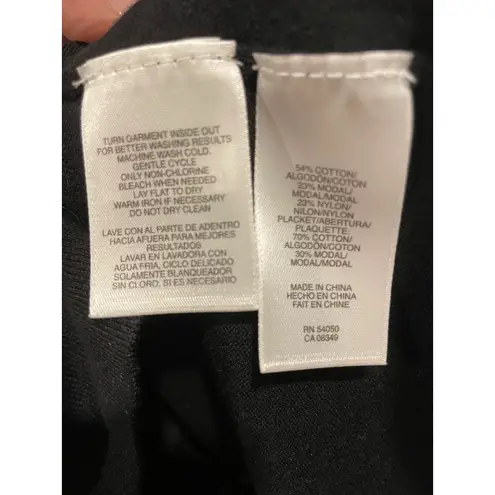 TURN GARMENT INSIDE OUT
FOR BETTER WASHING RESULTS
MACHINE WASH COLD,
GENTLE CYCLE
ONLY NON-CHLORINE
BLEACH WHEN NEEDED
LAY FLAT TO DRY
WARM IRON IF NECESSARY
DO NOT DRY CLEAN
LAVE CON AL PARTE DE ADENTRO
HACIA AFUERA PARA MEJORES
RESULTADOS
LAVAR EN LAVADORA CON
AGUA FRIA, CICLO DELICADO
SOLAMENTE BLANQUEADOR
SIN CLORO, SI ES NECESARIO
54% COTTON/
ALGODÓN/COTON
23% MODAL/
MODAL/MODAL
23% NYLON/
NILON/NYLON
PLACKET/ABERTURA/
PLAQUETTE:
70% COTTON/
ALGODÓN/COTON
30% MODAL/
MODAL/MODAL
MADE IN CHINA
HECHO EN CHINA
FAIT EN CHINE
RN 54050
CA 08349